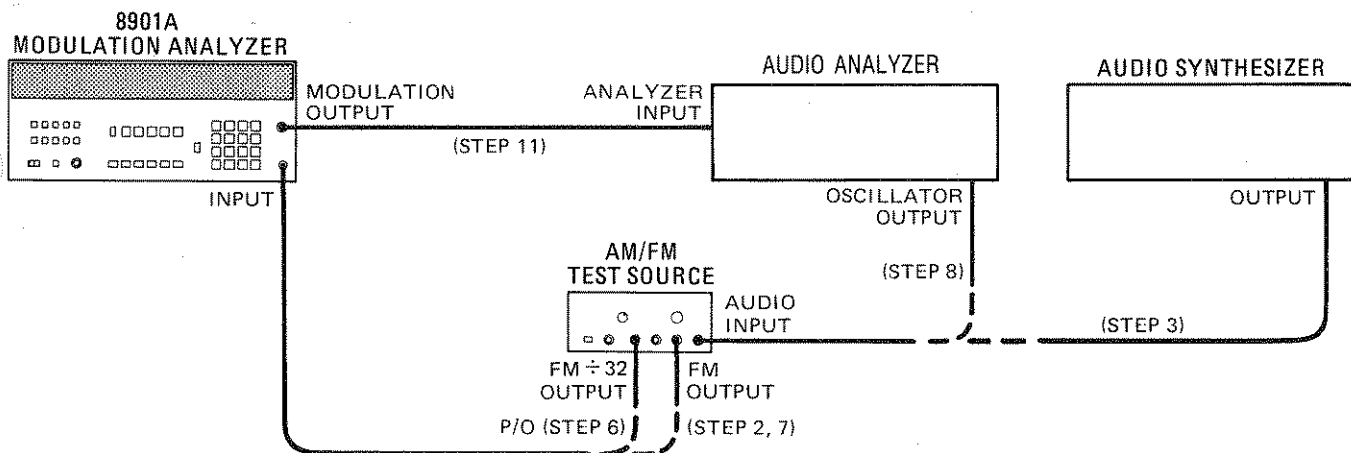 8901A
MODULATION ANALYZER
MODULATION
OUTPUT
INPUT
(STEP 11)
ANALYZER
INPUT
AUDIO ANALYZER
OSCILLATOR
OUTPUT
(STEP 8)
AUDIO SYNTHESIZER
OUTPUT
(STEP 3)
AM/FM
TEST SOURCE
AUDIO
INPUT
FM ÷ 32
OUTPUT
P/O (STEP 6)
FM
OUTPUT
(STEP 2, 7)